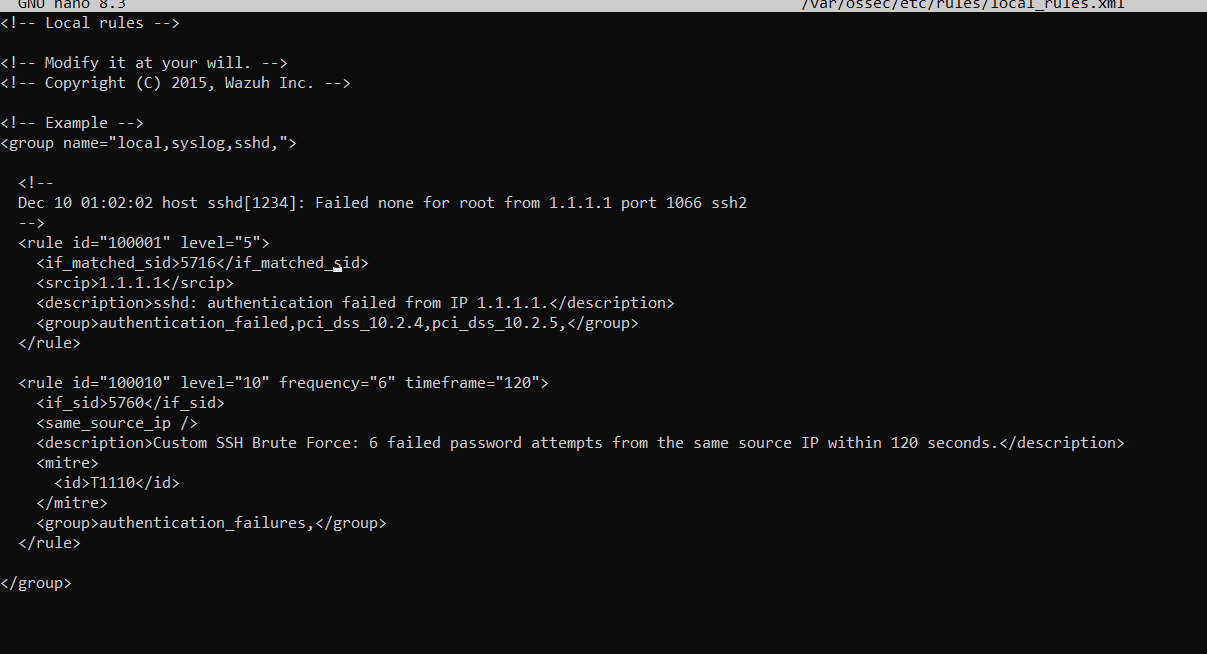 GNU nano 8.3 /var/ossec/etc/rules/local_rules.xml
<!-- Local rules -->
<!-- Modify it at your will. -->
<!-- Copyright (C) 2015, Wazuh Inc. -->
<!-- Example -->
<group name="local,syslog,sshd,">
<!--
Dec 10 01:02:02 host sshd[1234]: Failed none for root from 1.1.1.1 port 1066 ssh2
-->
<rule id="100001" level="5">
<if_matched_sid>5716</if_matched_sid>
<srcip>1.1.1.1</srcip>
<description>sshd: authentication failed from IP 1.1.1.1.</description>
<group>authentication_failed,pci_dss_10.2.4,pci_dss_10.2.5,</group>
</rule>
<rule id="100010" level="10" frequency="6" timeframe="120">
<if_sid>5760</if_sid>
<same_source_ip />
<description>Custom SSH Brute Force: 6 failed password attempts from the same source IP within 120 seconds.</description>
<mitre>
<id>T1110</id>
</mitre>
<group>authentication_failures,</group>
</rule>
</group>